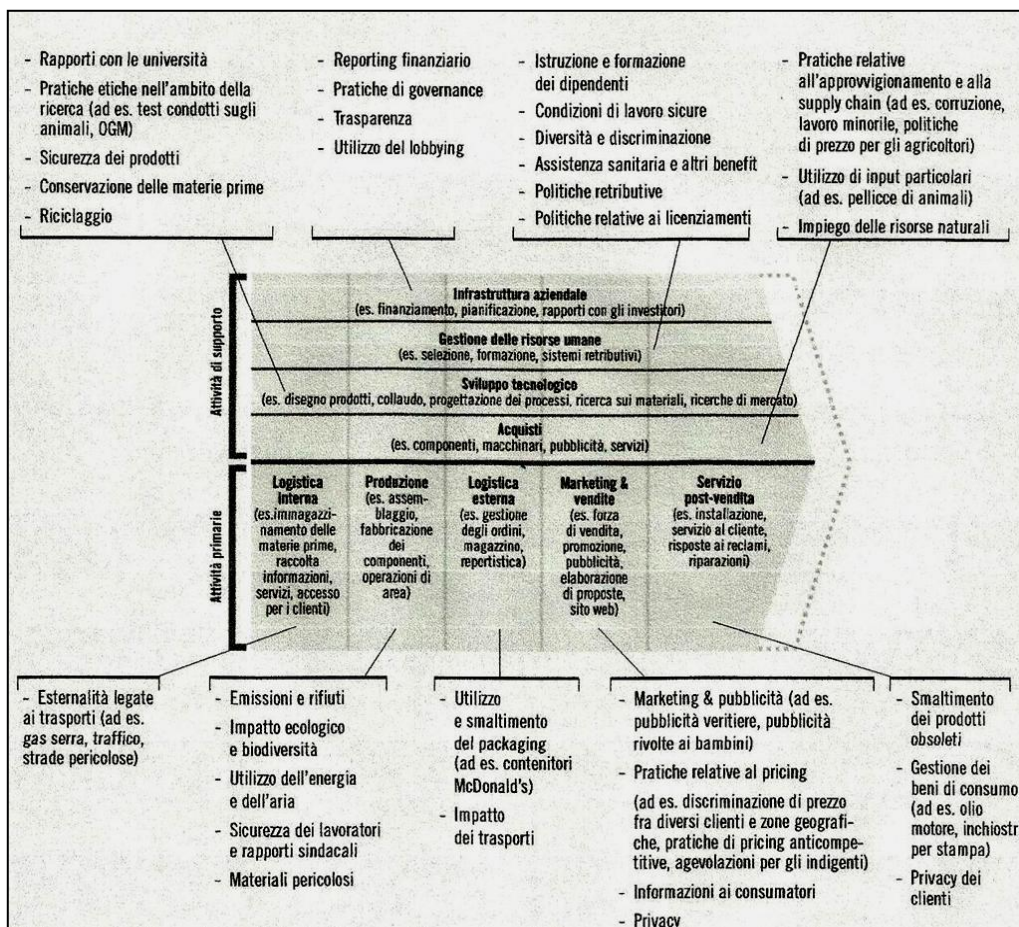 - Rapporti con le università
- Pratiche etiche nell'ambito della
ricerca (ad es. test condotti sugli
animali, OGM)
- Sicurezza dei prodotti
- Conservazione delle materie prime
- Riciclaggio
- Reporting finanziario
- Pratiche di governance
- Trasparenza
- Utilizzo del lobbying
- Istruzione e formazione
dei dipendenti
- Condizioni di lavoro sicure
- Diversità e discriminazione
- Assistenza sanitaria e altri benefit
- Politiche retributive
- Politiche relative ai licenziamenti
- Pratiche relative
all'approvvigionamento e alla
supply chain (ad es. corruzione,
lavoro minorile, politiche
di prezzo per gli agricoltori)
- Utilizzo di input particolari
(ad es. pellicce di animali)
- Impiego delle risorse naturali
Attività di supporto
Infrastruttura aziendale
(es. finanziamento, pianificazione, rapporti con gli investitori)
Gestione delle risorse umane
(es. selezione, formazione, sistemi retributivi)
Sviluppo tecnologico
(es. disegno prodotti, collaudo, progettazione dei processi, ricerca sui materiali, ricerche di mercato)
Acquisti
(es. componenti, macchinari, pubblicità, servizi)
Attività primarie
Logistica
interna
(es.immagazzi-
namento delle
materie prime,
raccolta
informazioni,
servizi, accesso
per i clienti)
Produzione
(es. assem-
blaggio,
fabbricazione
dei
componenti,
operazioni di
area)
Logistica
esterna
(es. gestione
degli ordini,
magazzino,
repertistica)
Marketing &
vendite
(es. forza
di vendita,
promozione,
pubblicità,
elaborazione
di proposte,
sito web)
Servizio
post-vendita
(es. installazione,
servizio al cliente,
risposte ai reclami,
riparazioni)
- Esternalità legate
ai trasporti (ad es.
gas serra, traffico,
strade pericolose)
- Emissioni e rifiuti
- Impatto ecologico
e biodiversità
- Utilizzo dell'energia
e dell'aria
- Sicurezza dei lavoratori
e rapporti sindacali
- Materiali pericolosi
- Utilizzo
e smaltimento
del packaging
(ad es. contenitori
McDonald's)
- Impatto
dei trasporti
- Marketing & pubblicità (ad es.
pubblicità veritiere, pubblicità
rivolte ai bambini)
- Pratiche relative al pricing
(ad es. discriminazione di prezzo
fra diversi clienti e zone geografi-
che, pratiche di pricing anticompe-
titive, agevolazioni per gli indigenti)
- Informazioni ai consumatori
- Privacy
- Smaltimento
dei prodotti
obsoleti
- Gestione dei
beni di consumo
(ad es. olio
motore, inchiostr
per stampa)
- Privacy dei
clienti